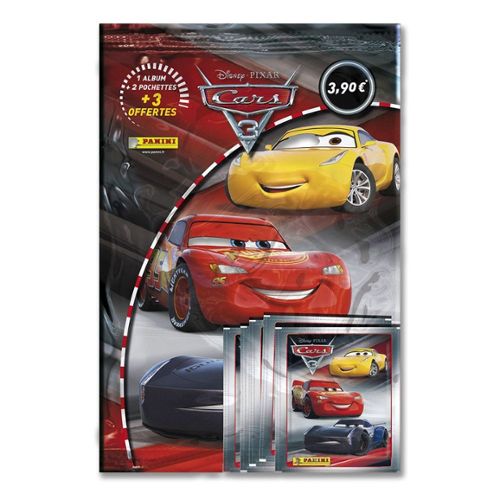 1 ALBUM
+ 2 POCHETTES
+3
OFFERTES
PANINI
www.panini.fr
Disney · PIXAR
Cars
3
3,90€
Disney · PIXAR
Cars
3
PANINI